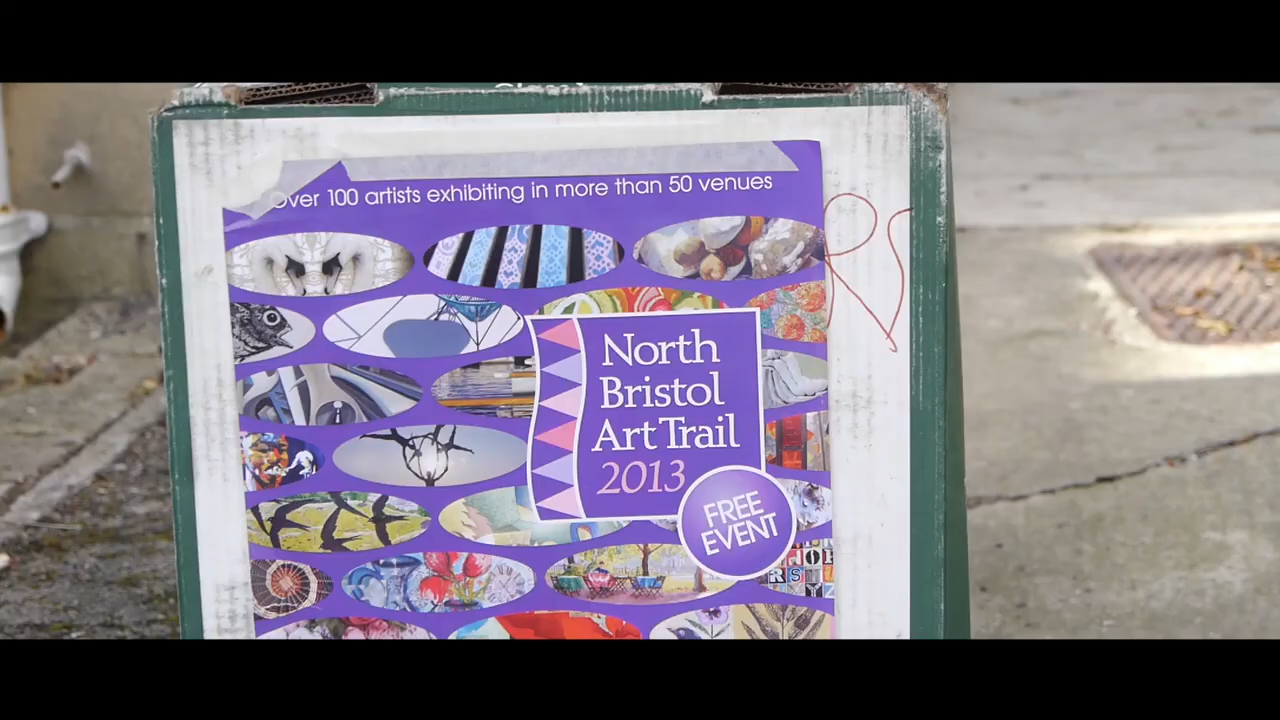 Over 100 artists exhibiting in more than 50 venues
North
Bristol
Art Trail
2013
FREE
EVENT